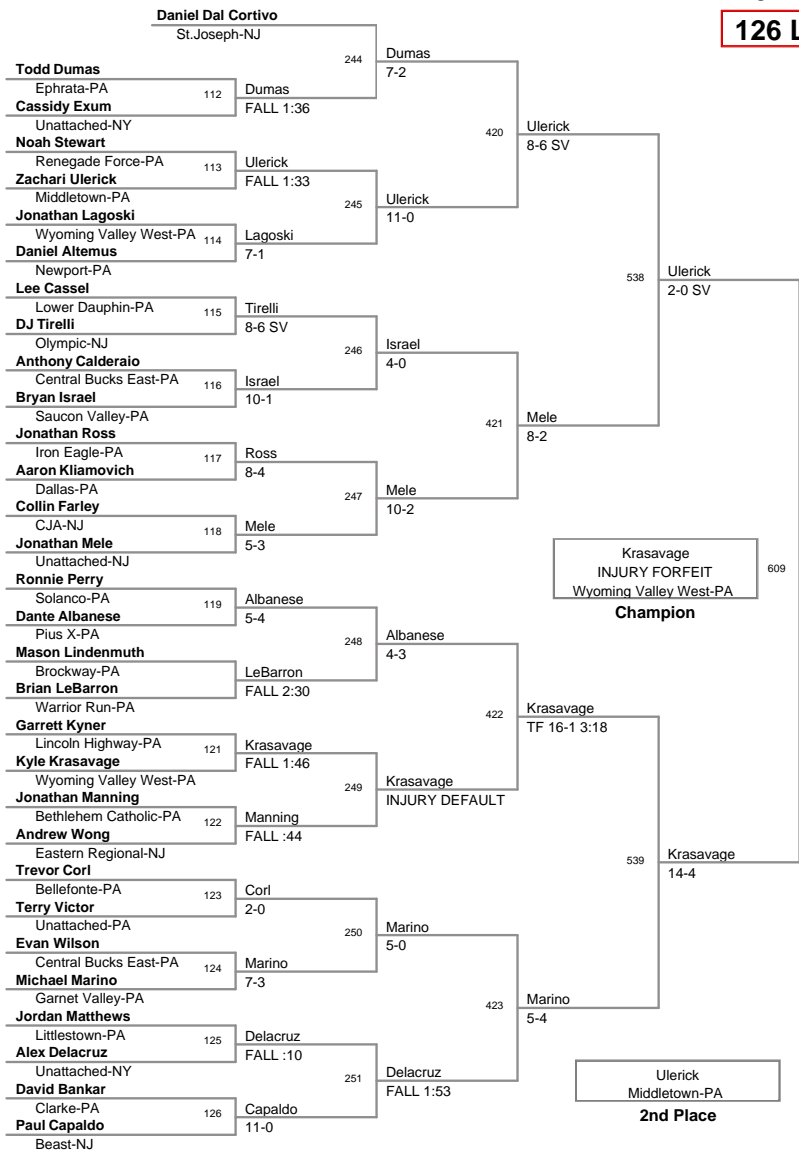 Daniel Dal Cortivo
St.Joseph-NJ
126 L
244
Dumas
7-2
Todd Dumas
Ephrata-PA
112
Dumas
Cassidy Exum
FALL 1:36
Unattached-NY
420
Ulerick
8-6 SV
Noah Stewart
Renegade Force-PA
113
Ulerick
Zachari Ulerick
FALL 1:33
Middletown-PA
245
Ulerick
11-0
Jonathan Lagoski
Wyoming Valley West-PA
114
Lagoski
Daniel Altemus
7-1
Newport-PA
538
Ulerick
2-0 SV
Lee Cassel
Lower Dauphin-PA
115
Tirelli
DJ Tirelli
8-6 SV
Olympic-NJ
246
Israel
4-0
Anthony Calderaio
Central Bucks East-PA
116
Israel
Bryan Israel
10-1
Saucon Valley-PA
421
Mele
8-2
Jonathan Ross
Iron Eagle-PA
117
Ross
Aaron Kliamovich
8-4
Dallas-PA
247
Mele
10-2
Collin Farley
CJA-NJ
118
Mele
Jonathan Mele
5-3
Unattached-NJ
Krasavage
INJURY FORFEIT
Wyoming Valley West-PA
609
Champion
Ronnie Perry
Solanco-PA
119
Albanese
Dante Albanese
5-4
Pius X-PA
248
Albanese
4-3
Mason Lindenmuth
Brockway-PA
LeBarron
Brian LeBarron
FALL 2:30
Warrior Run-PA
422
Krasavage
TF 16-1 3:18
Garrett Kyner
Lincoln Highway-PA
121
Krasavage
Kyle Krasavage
FALL 1:46
Wyoming Valley West-PA
249
Krasavage
INJURY DEFAULT
Jonathan Manning
Bethlehem Catholic-PA
122
Manning
Andrew Wong
FALL :44
Eastern Regional-NJ
539
Krasavage
14-4
Trevor Corl
Bellefonte-PA
123
Corl
Terry Victor
2-0
Unattached-PA
250
Marino
5-0
Evan Wilson
Central Bucks East-PA
124
Marino
Michael Marino
7-3
Garnet Valley-PA
423
Marino
5-4
Jordan Matthews
Littlestown-PA
125
Delacruz
Alex Delacruz
FALL :10
Unattached-NY
251
Delacruz
FALL 1:53
David Bankar
Clarke-PA
126
Capaldo
Paul Capaldo
11-0
Beast-NJ
Ulerick
Middletown-PA
2nd Place